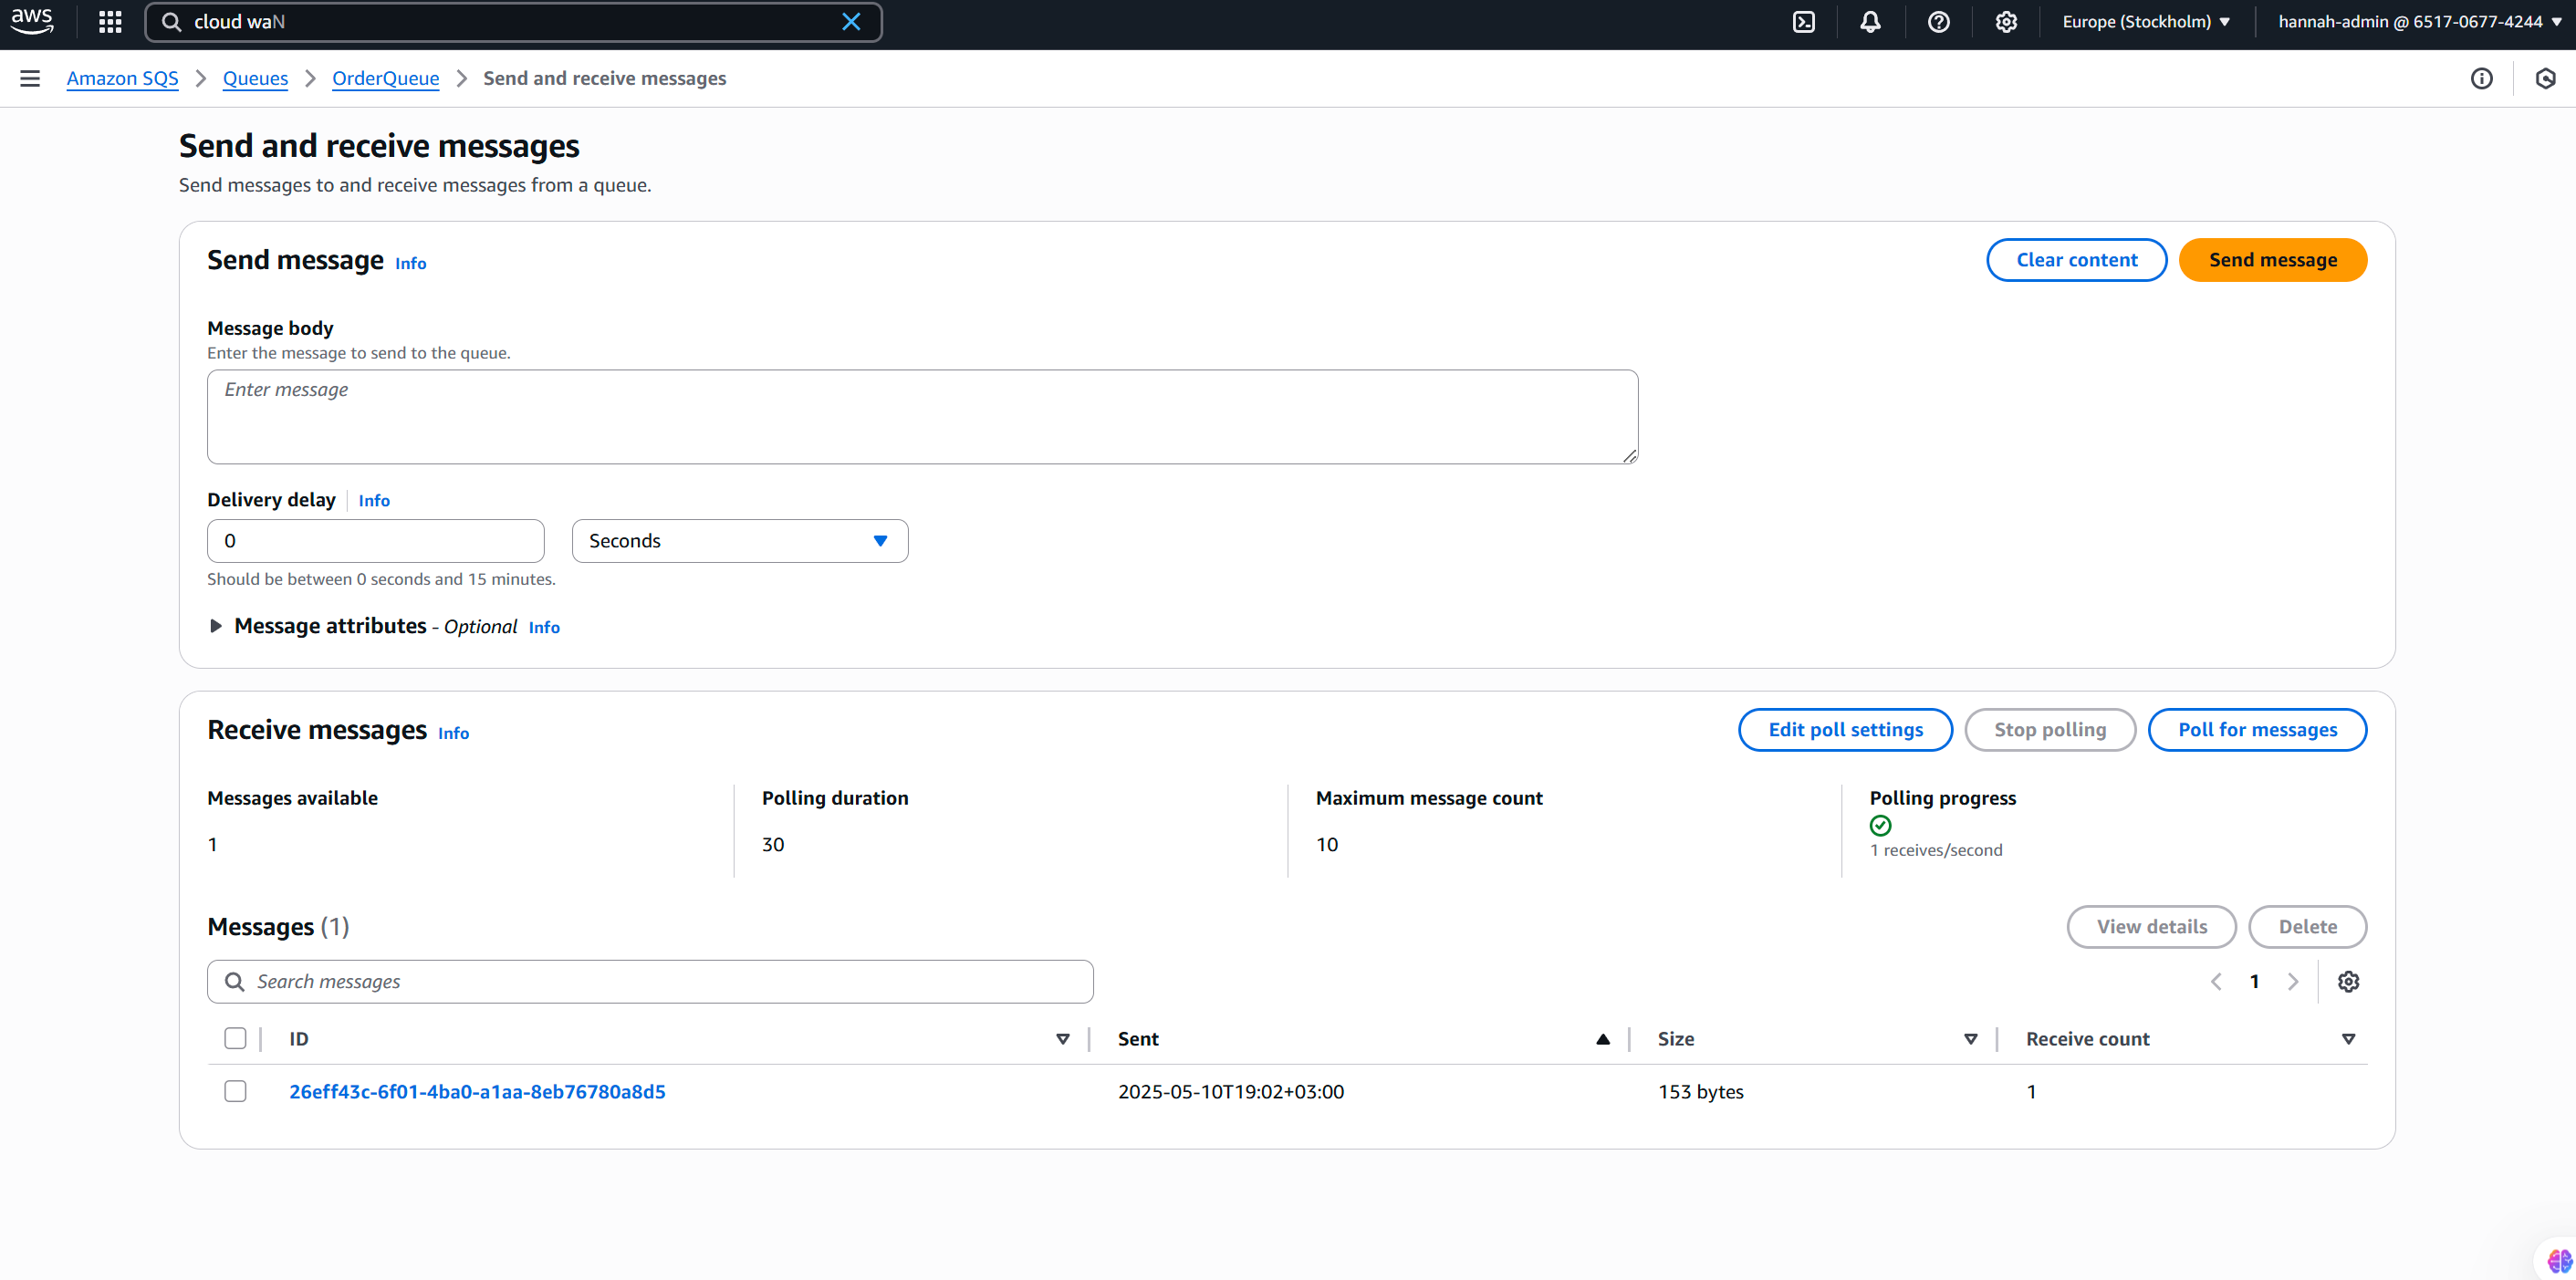 aws
cloud waN
Europe (Stockholm)
hannah-admin @ 6517-0677-4244
Amazon SQS
Queues
OrderQueue
Send and receive messages
Send and receive messages
Send messages to and receive messages from a queue.
Send message Info
Clear content
Send message
Message body
Enter the message to send to the queue.
Enter message
Delivery delay Info
0
Seconds
Should be between 0 seconds and 15 minutes.
Message attributes - Optional Info
Receive messages Info
Edit poll settings
Stop polling
Poll for messages
Messages available
1
Polling duration
30
Maximum message count
10
Polling progress
1 receives/second
Messages (1)
View details
Delete
Search messages
1
ID Sent Size Receive count
26eff43c-6f01-4ba0-a1aa-8eb76780a8d5 2025-05-10T19:02+03:00 153 bytes 1